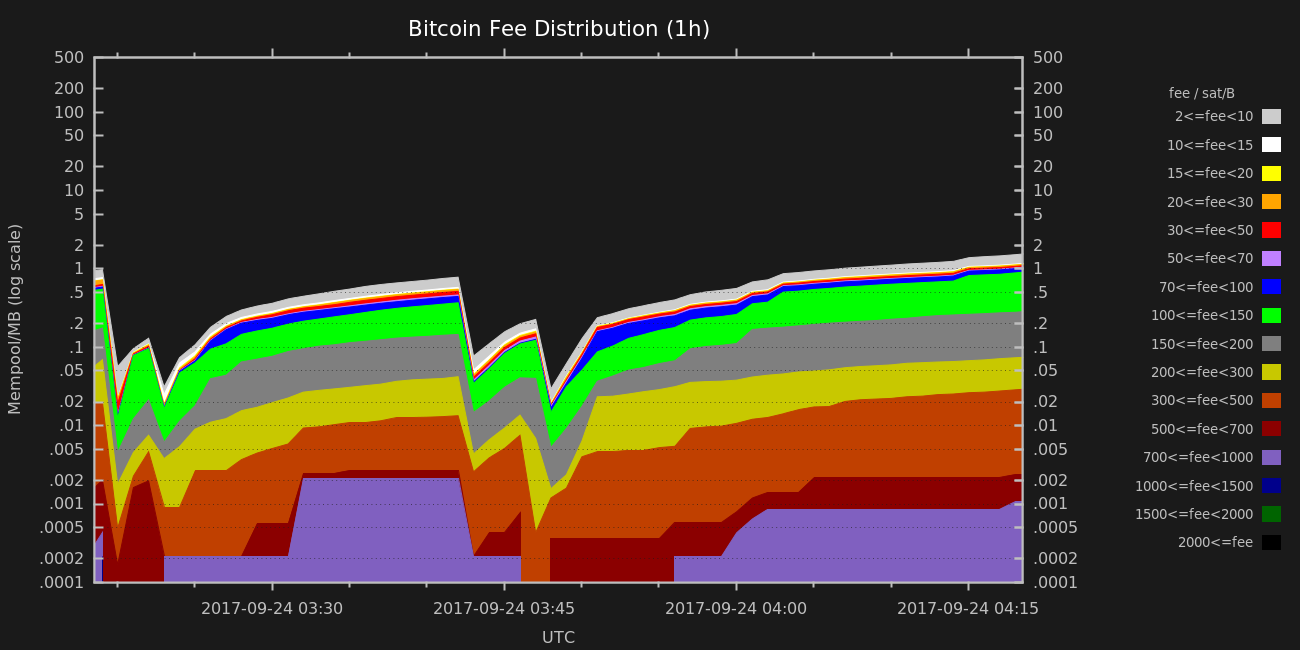 Bitcoin Fee Distribution (1h)
Mempool/MB (log scale)
500
200
100
50
20
10
5
2
1
.5
.2
.1
.05
.02
.01
.005
.002
.001
.0005
.0002
.0001
500
200
100
50
20
10
5
2
1
.5
.2
.1
.05
.02
.01
.005
.002
.001
.0005
.0002
.0001
2017-09-24 03:30
2017-09-24 03:45
2017-09-24 04:00
2017-09-24 04:15
UTC
fee / sat/B
2<=fee<10
10<=fee<15
15<=fee<20
20<=fee<30
30<=fee<50
50<=fee<70
70<=fee<100
100<=fee<150
150<=fee<200
200<=fee<300
300<=fee<500
500<=fee<700
700<=fee<1000
1000<=fee<1500
1500<=fee<2000
2000<=fee